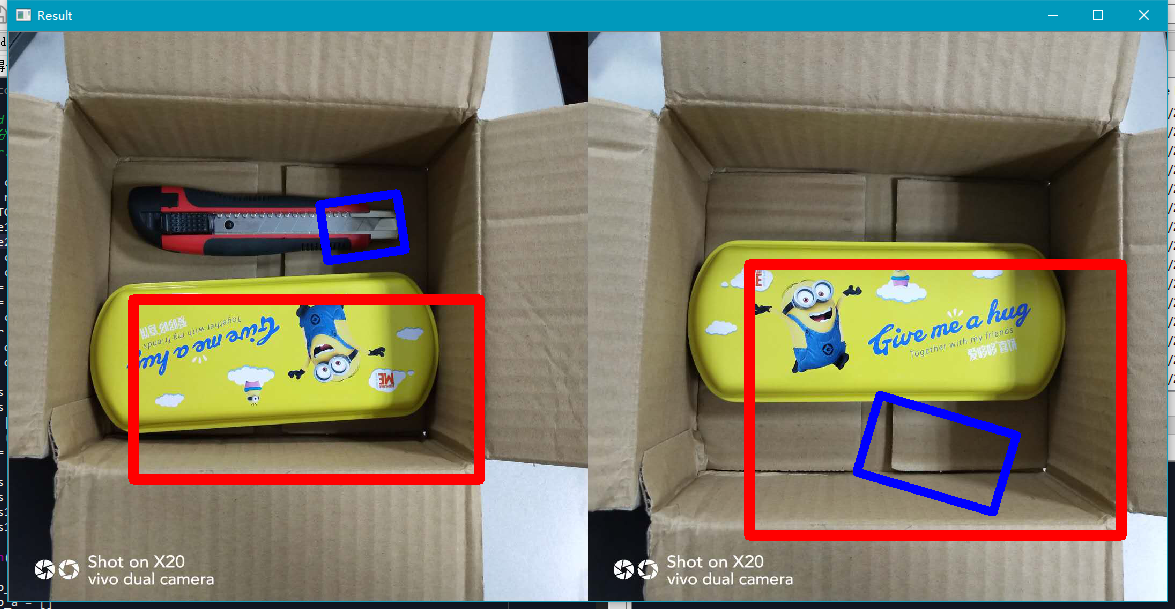 Result
Give me a hug
Together with my friends
ME
Shot on X20
vivo dual camera
ME
Give me a hug
Together with my friends
Shot on X20
vivo dual camera